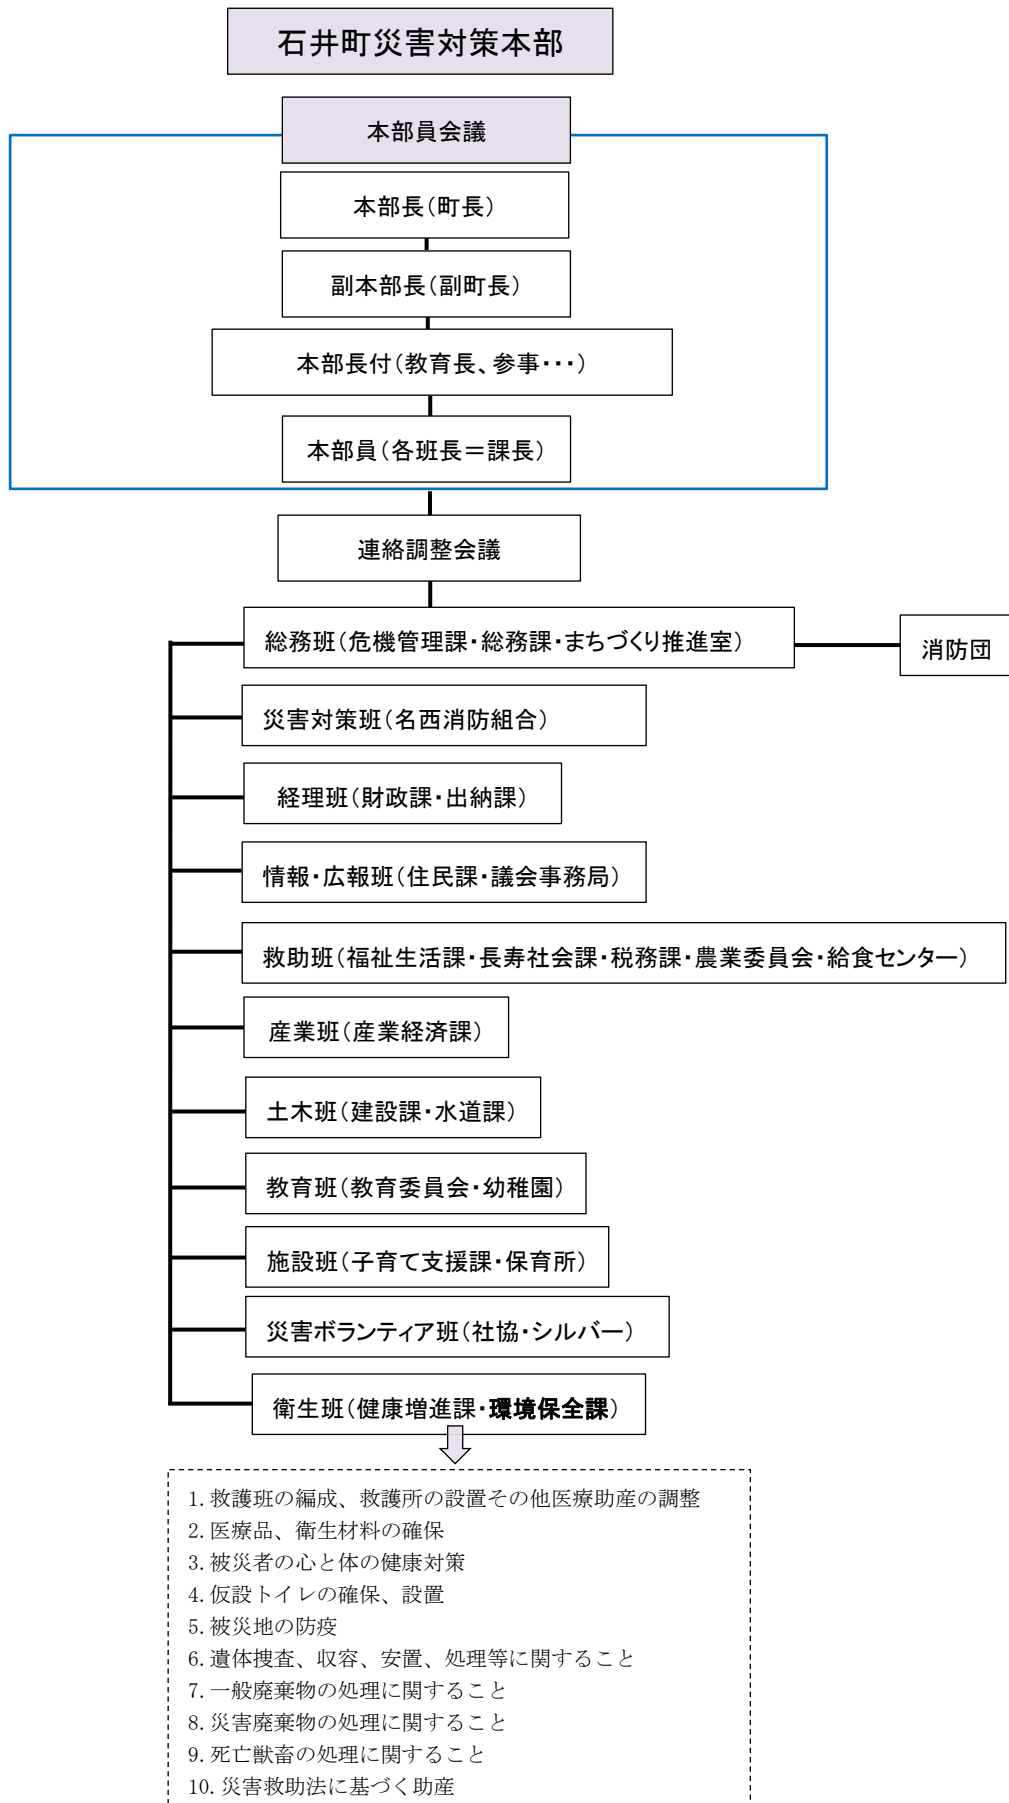 石井町災害対策本部
本部員会議
本部長(町長)
副本部長(副町長)
本部長付(教育長、参事・・・)
本部員(各班長=課長)
連絡調整会議
総務班(危機管理課・総務課・まちづくり推進室)
消防団
災害対策班(名西消防組合)
経理班(財政課・出納課)
情報・広報班(住民課・議会事務局)
救助班(福祉生活課・長寿社会課・税務課・農業委員会・給食センター)
産業班(産業経済課)
土木班(建設課・水道課)
教育班(教育委員会・幼稚園)
施設班(子育て支援課・保育所)
災害ボランティア班(社協・シルバー)
衛生班(健康増進課・環境保全課)
1.救護班の編成、救護所の設置その他医療助産の調整
2.医療品、衛生材料の確保
3.被災者の心と体の健康対策
4.仮設トイレの確保、設置
5.被災地の防疫
6.遺体捜査、収容、安置、処理等に関すること
7.一般廃棄物の処理に関すること
8.災害廃棄物の処理に関すること
9.死亡獣畜の処理に関すること
10.災害救助法に基づく助産